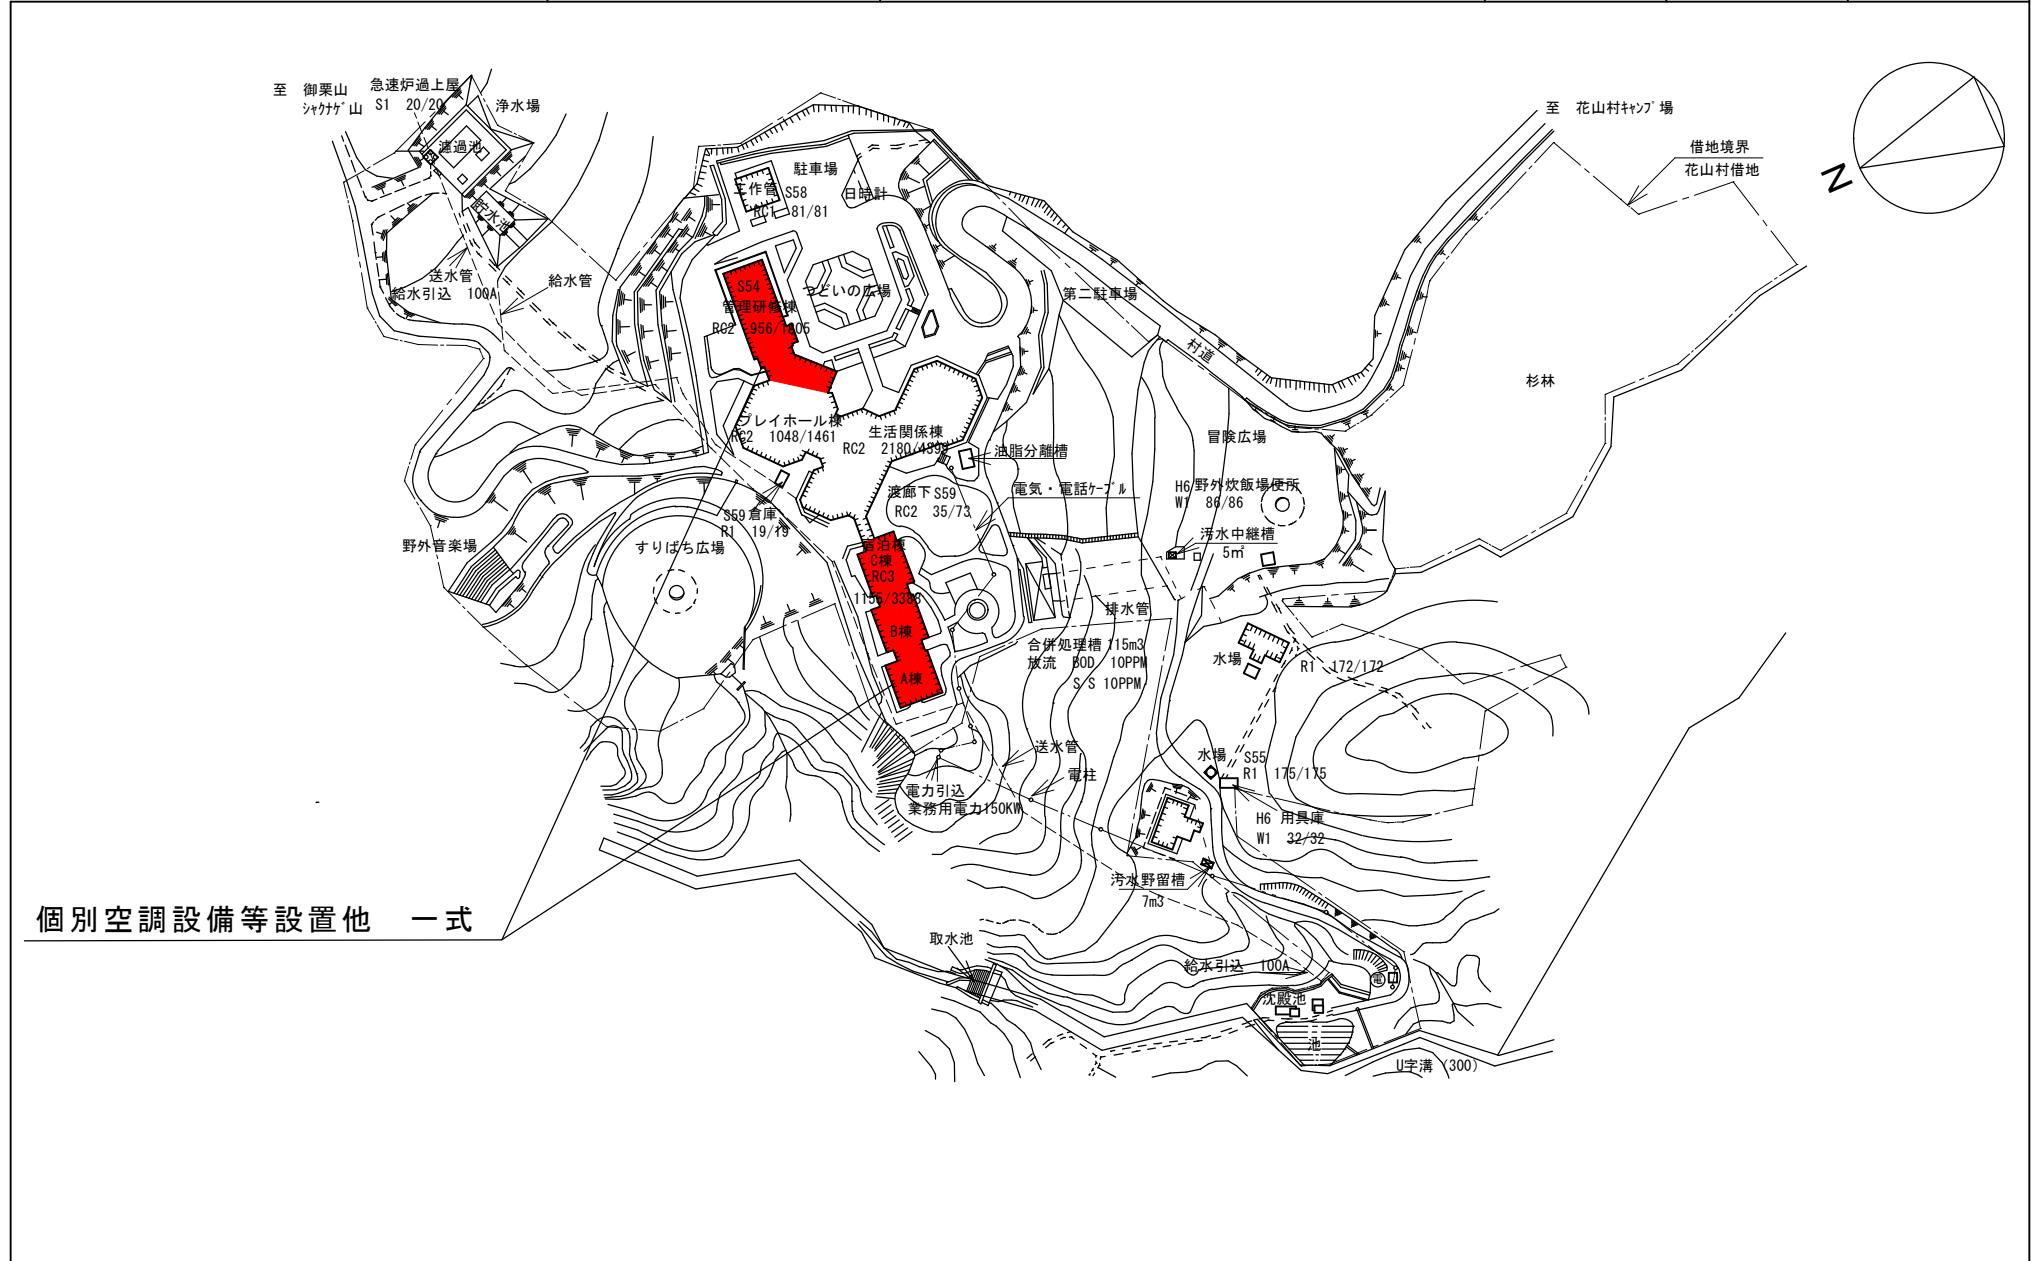 至 御栗山
シャクナゲ山
急速炉過上屋
S1 20/20
浄水場
濾過池
貯水池
送水管
給水引込 100A
給水管
駐車場
工作管 S58
RC1 81/81
日時計
至 花山村キャンプ場
借地境界
花山村借地
N
S54
管理研修棟
RC2 956/1805
つどいの広場
第二駐車場
村道
杉林
プレイホール棟
RC2 1048/1461
生活関係棟
RC2 2180/4399
油脂分離槽
冒険広場
渡廊下 S59
RC2 35/73
電気・電話ケーブル
H6 野外炊飯場便所
W1 86/86
S59 倉庫
R1 19/19
野外音楽場
すりばち広場
宿泊棟
C棟
RC3
1156/3388
B棟
A棟
汚水中継槽
5㎥
排水管
合併処理槽 115m3
放流 BOD 10PPM
S S 10PPM
水場
R1 172/172
送水管
電柱
電力引込
業務用電力150KW
水場
S55
R1 175/175
H6 用具庫
W1 32/32
汚水野留槽
7m3
個別空調設備等設置他 一式
取水池
給水引込 100A
電
沈殿池
池
U字溝 (300)